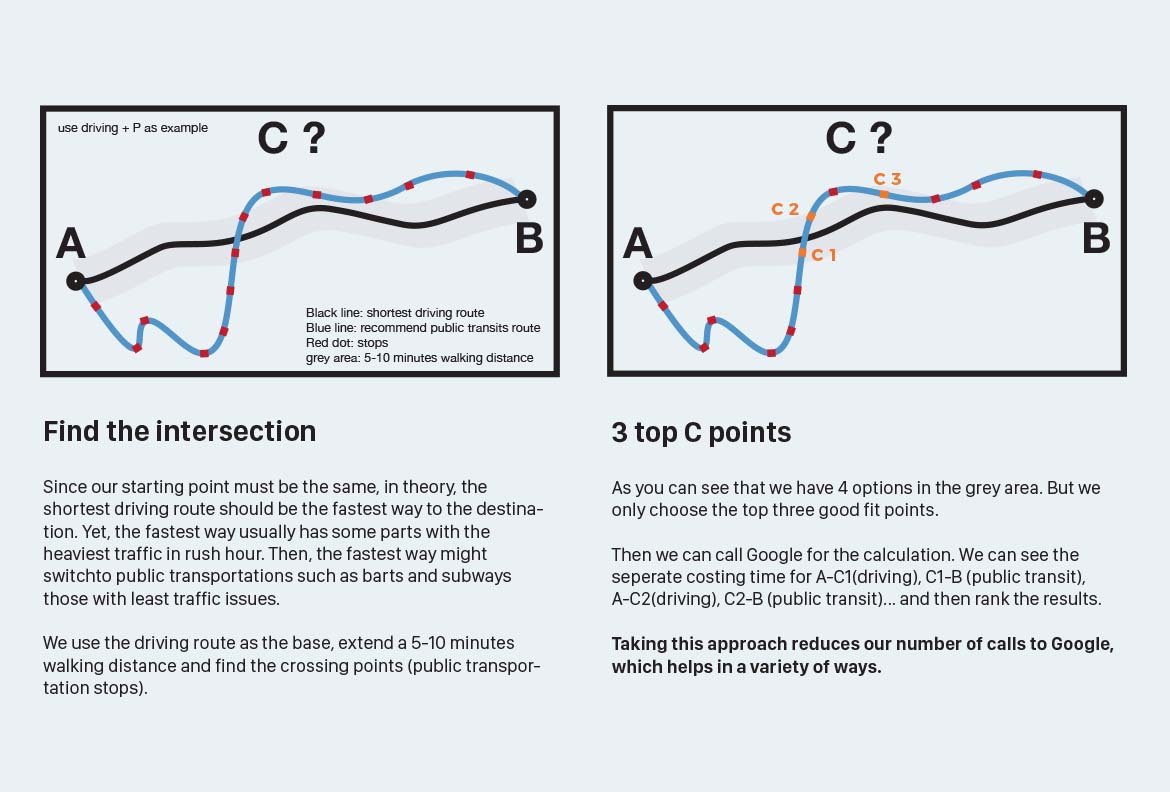 use driving + P as example
C ?
A
B
Black line: shortest driving route
Blue line: recommend public transits route
Red dot: stops
grey area: 5-10 minutes walking distance
Find the intersection
Since our starting point must be the same, in theory, the
shortest driving route should be the fastest way to the destina-
tion. Yet, the fastest way usually has some parts with the
heaviest traffic in rush hour. Then, the fastest way might
switchto public transportations such as barts and subways
those with least traffic issues.
We use the driving route as the base, extend a 5-10 minutes
walking distance and find the crossing points (public transpor-
tation stops).
C ?
C 3
C 2
A
B
C 1
3 top C points
As you can see that we have 4 options in the grey area. But we
only choose the top three good fit points.
Then we can call Google for the calculation. We can see the
seperate costing time for A-C1(driving), C1-B (public transit),
A-C2(driving), C2-B (public transit)... and then rank the results.
Taking this approach reduces our number of calls to Google,
which helps in a variety of ways.